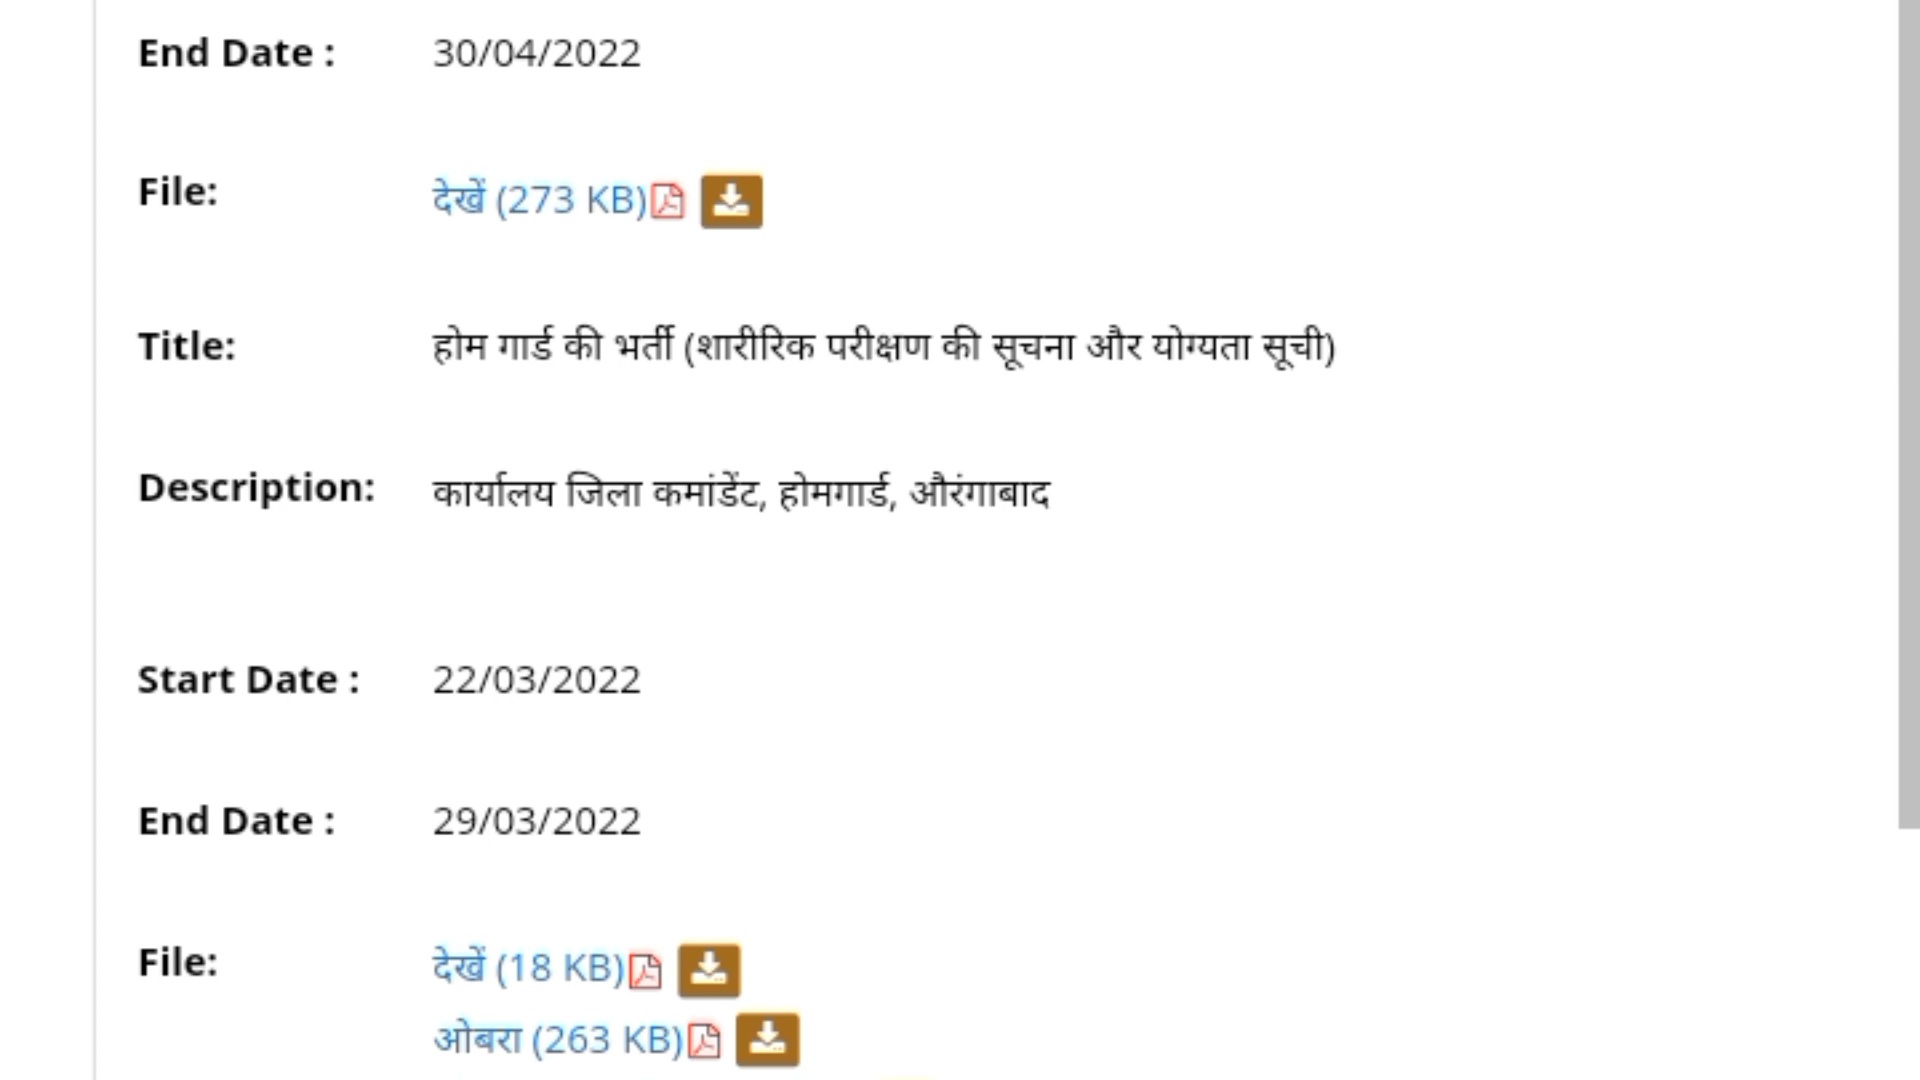 End Date : 30/04/2022
File: देखें (273 KB)
Title: होम गार्ड की भर्ती (शारीरिक परीक्षण की सूचना और योग्यता सूची)
Description: कार्यालय जिला कमांडेंट, होमगार्ड, औरंगाबाद
Start Date : 22/03/2022
End Date : 29/03/2022
File: देखें (18 KB)
ओबरा (263 KB)